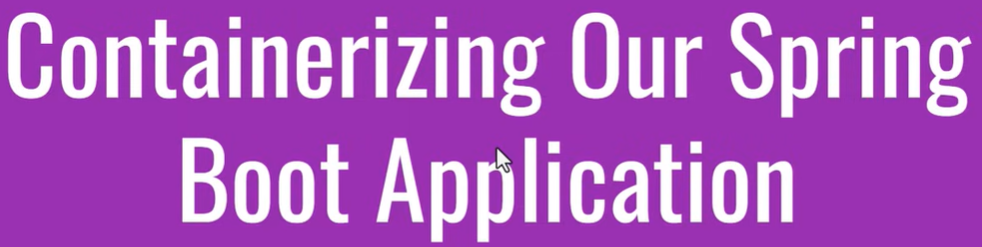 Containerizing Our Spring
Boot Application